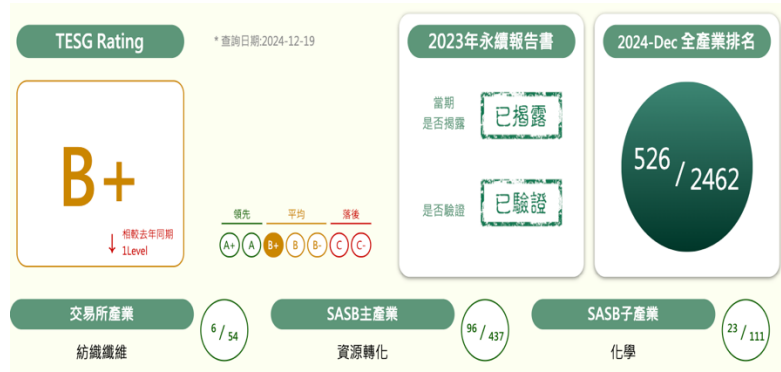 TESG Rating
* 查詢日期:2024-12-19
2023年永續報告書
2024-Dec 全產業排名
B+
↓ 相較去年同期
1Level
領先 平均 落後
A+ A B+ B B- C C-
當期
是否揭露
已揭露
是否驗證
已驗證
526 / 2462
交易所產業
紡織纖維
6 / 54
SASB主產業
資源轉化
96 / 437
SASB子產業
化學
23 / 111